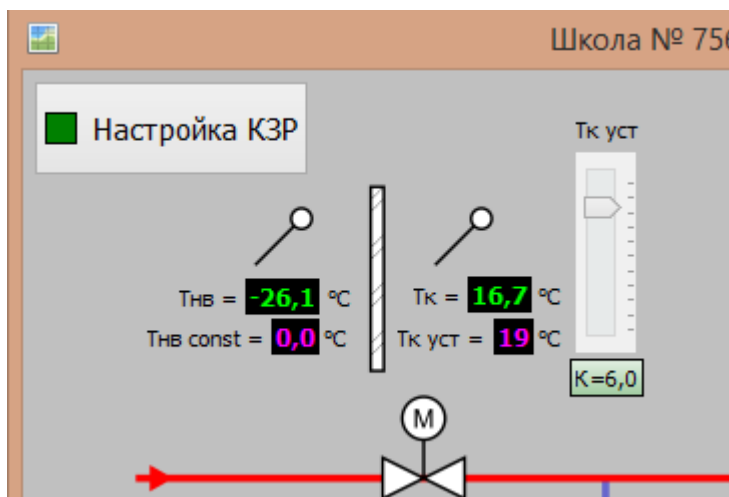 Школа № 756
Настройка КЗР
Тк уст
Тнв = -26,1 °C
Тк = 16,7 °C
Тнв const = 0,0 °C
Тк уст = 19 °C
К=6,0
M